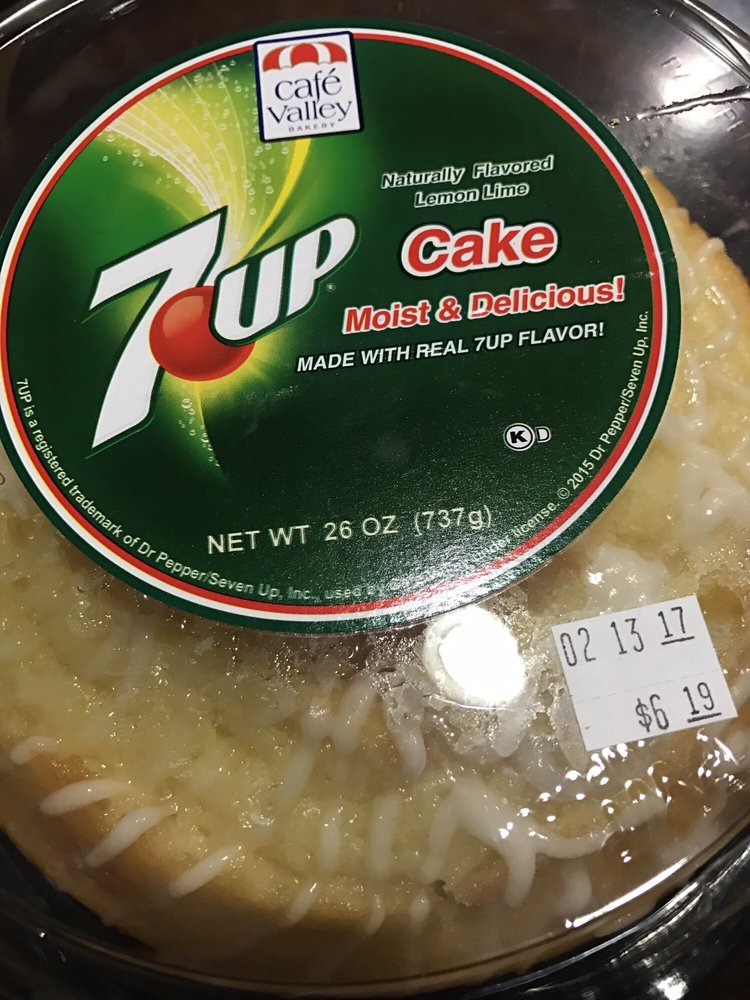 café
Valley
BAKERY
Naturally Flavored
Lemon Lime
7UP
Cake
Moist & Delicious!
MADE WITH REAL 7UP FLAVOR!
K D
NET WT 26 OZ (737g)
7UP is a registered trademark of Dr Pepper/Seven Up, Inc., used
license. © 2015 Dr Pepper/Seven Up, Inc.
02 13 17
$6 19